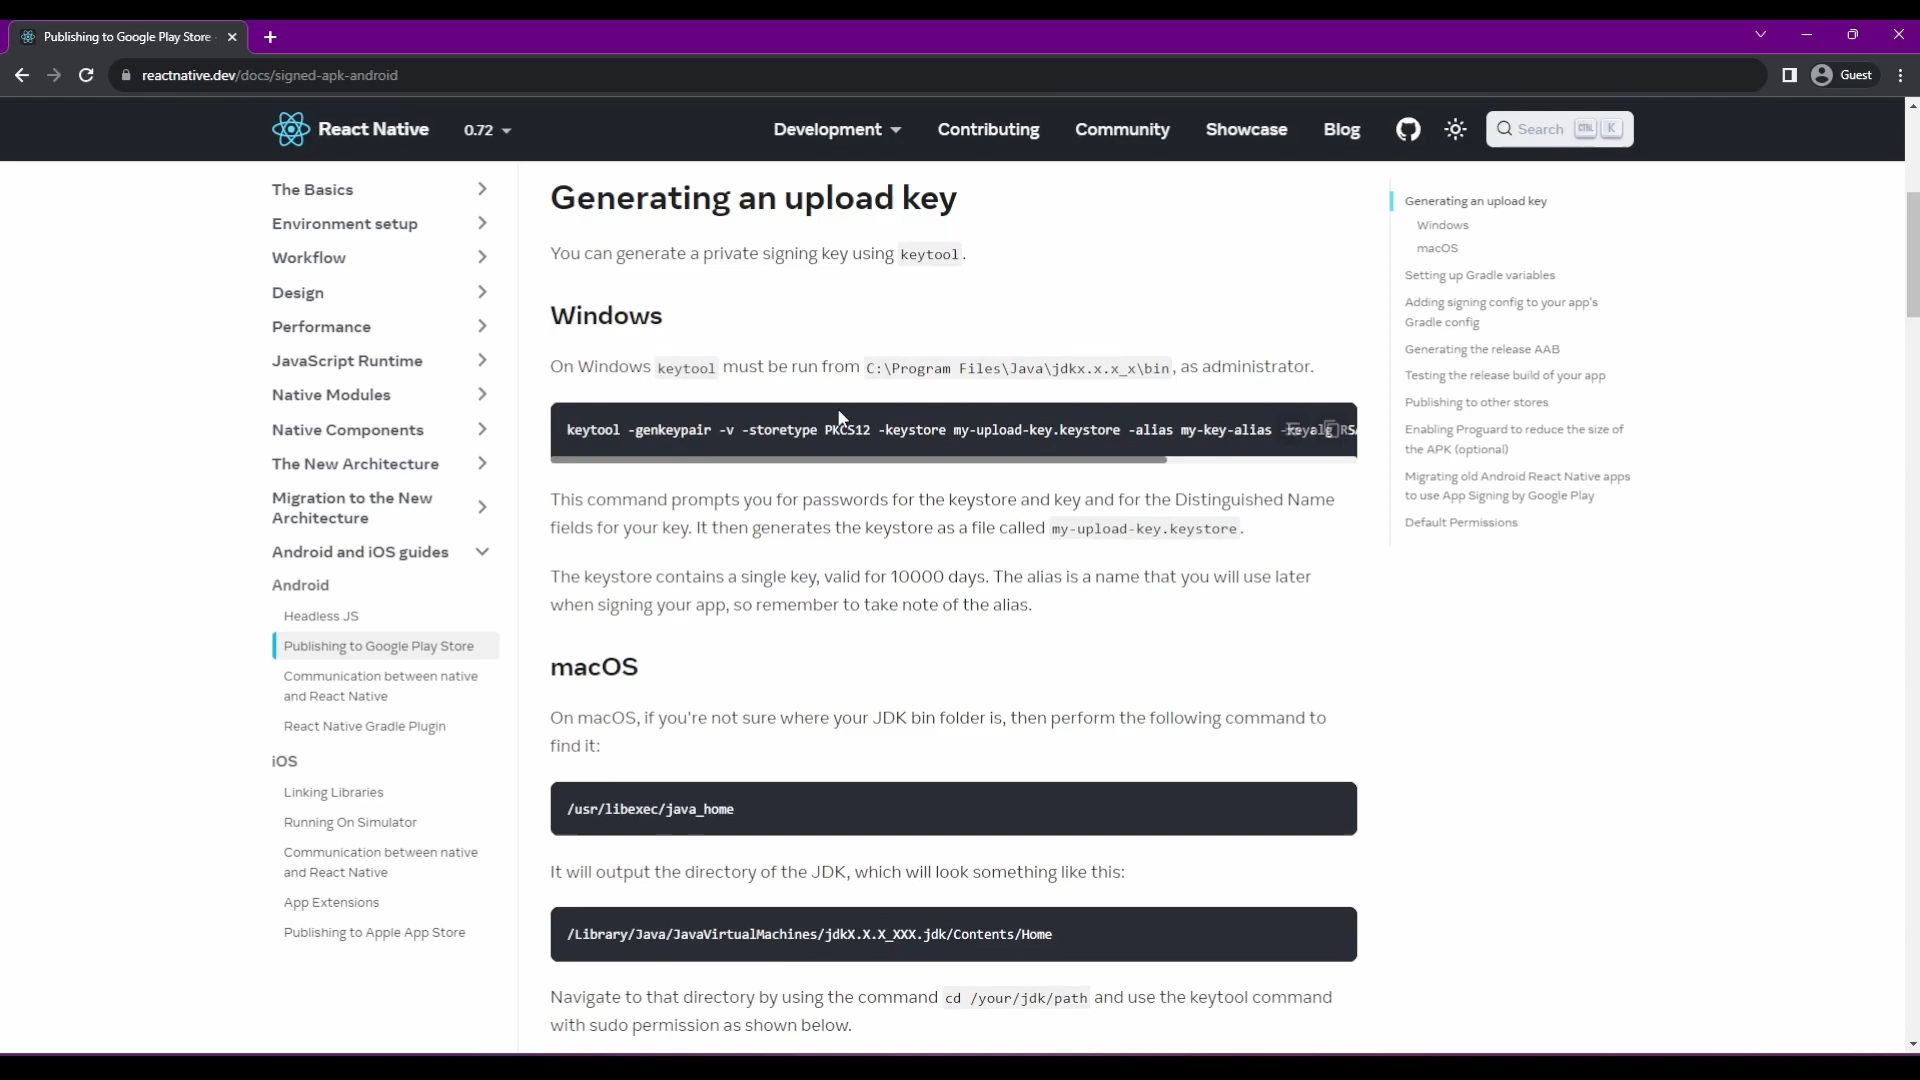 Publishing to Google Play Store
reactnative.dev/docs/signed-apk-android
Guest
React Native
0.72
Development
Contributing
Community
Showcase
Blog
Search
CTRL
K
The Basics
Environment setup
Workflow
Design
Performance
JavaScript Runtime
Native Modules
Native Components
The New Architecture
Migration to the New
Architecture
Android and iOS guides
Android
Headless JS
Publishing to Google Play Store
Communication between native
and React Native
React Native Gradle Plugin
iOS
Linking Libraries
Running On Simulator
Communication between native
and React Native
App Extensions
Publishing to Apple App Store
Generating an upload key
You can generate a private signing key using keytool.
Windows
On Windows keytool must be run from C:\Program Files\Java\jdkx.x.x_x\bin, as administrator.
keytool -genkeypair -v -storetype PKCS12 -keystore my-upload-key.keystore -alias my-key-alias -keyalg RSA
This command prompts you for passwords for the keystore and key and for the Distinguished Name
fields for your key. It then generates the keystore as a file called my-upload-key.keystore.
The keystore contains a single key, valid for 10000 days. The alias is a name that you will use later
when signing your app, so remember to take note of the alias.
macOS
On macOS, if you're not sure where your JDK bin folder is, then perform the following command to
find it:
/usr/libexec/java_home
It will output the directory of the JDK, which will look something like this:
/Library/Java/JavaVirtualMachines/jdkX.X.X_XXX.jdk/Contents/Home
Navigate to that directory by using the command cd /your/jdk/path and use the keytool command
with sudo permission as shown below.
Generating an upload key
Windows
macOS
Setting up Gradle variables
Adding signing config to your app's
Gradle config
Generating the release AAB
Testing the release build of your app
Publishing to other stores
Enabling Proguard to reduce the size of
the APK (optional)
Migrating old Android React Native apps
to use App Signing by Google Play
Default Permissions